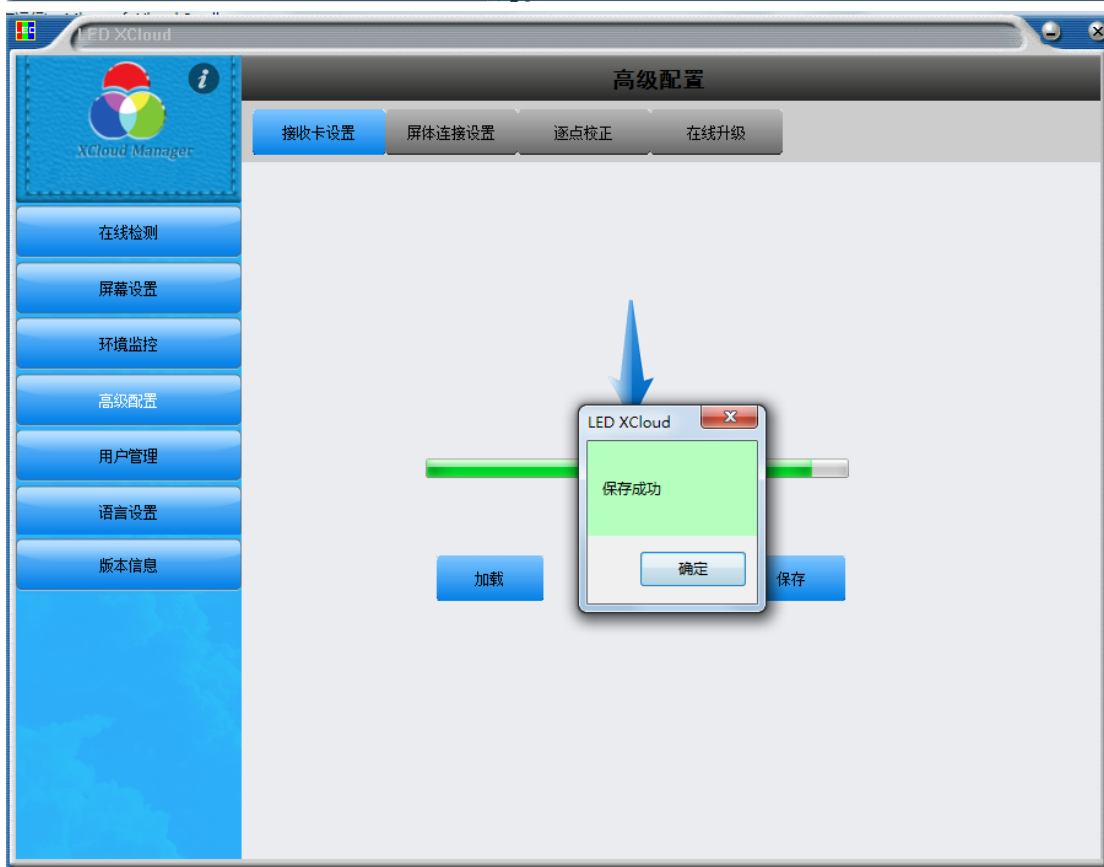 LED XCloud
XCloud Manager
i
高级配置
接收卡设置
屏体连接设置
逐点校正
在线升级
在线检测
屏幕设置
环境监控
高级配置
用户管理
语言设置
版本信息
LED XCloud
保存成功
确定
加载
保存